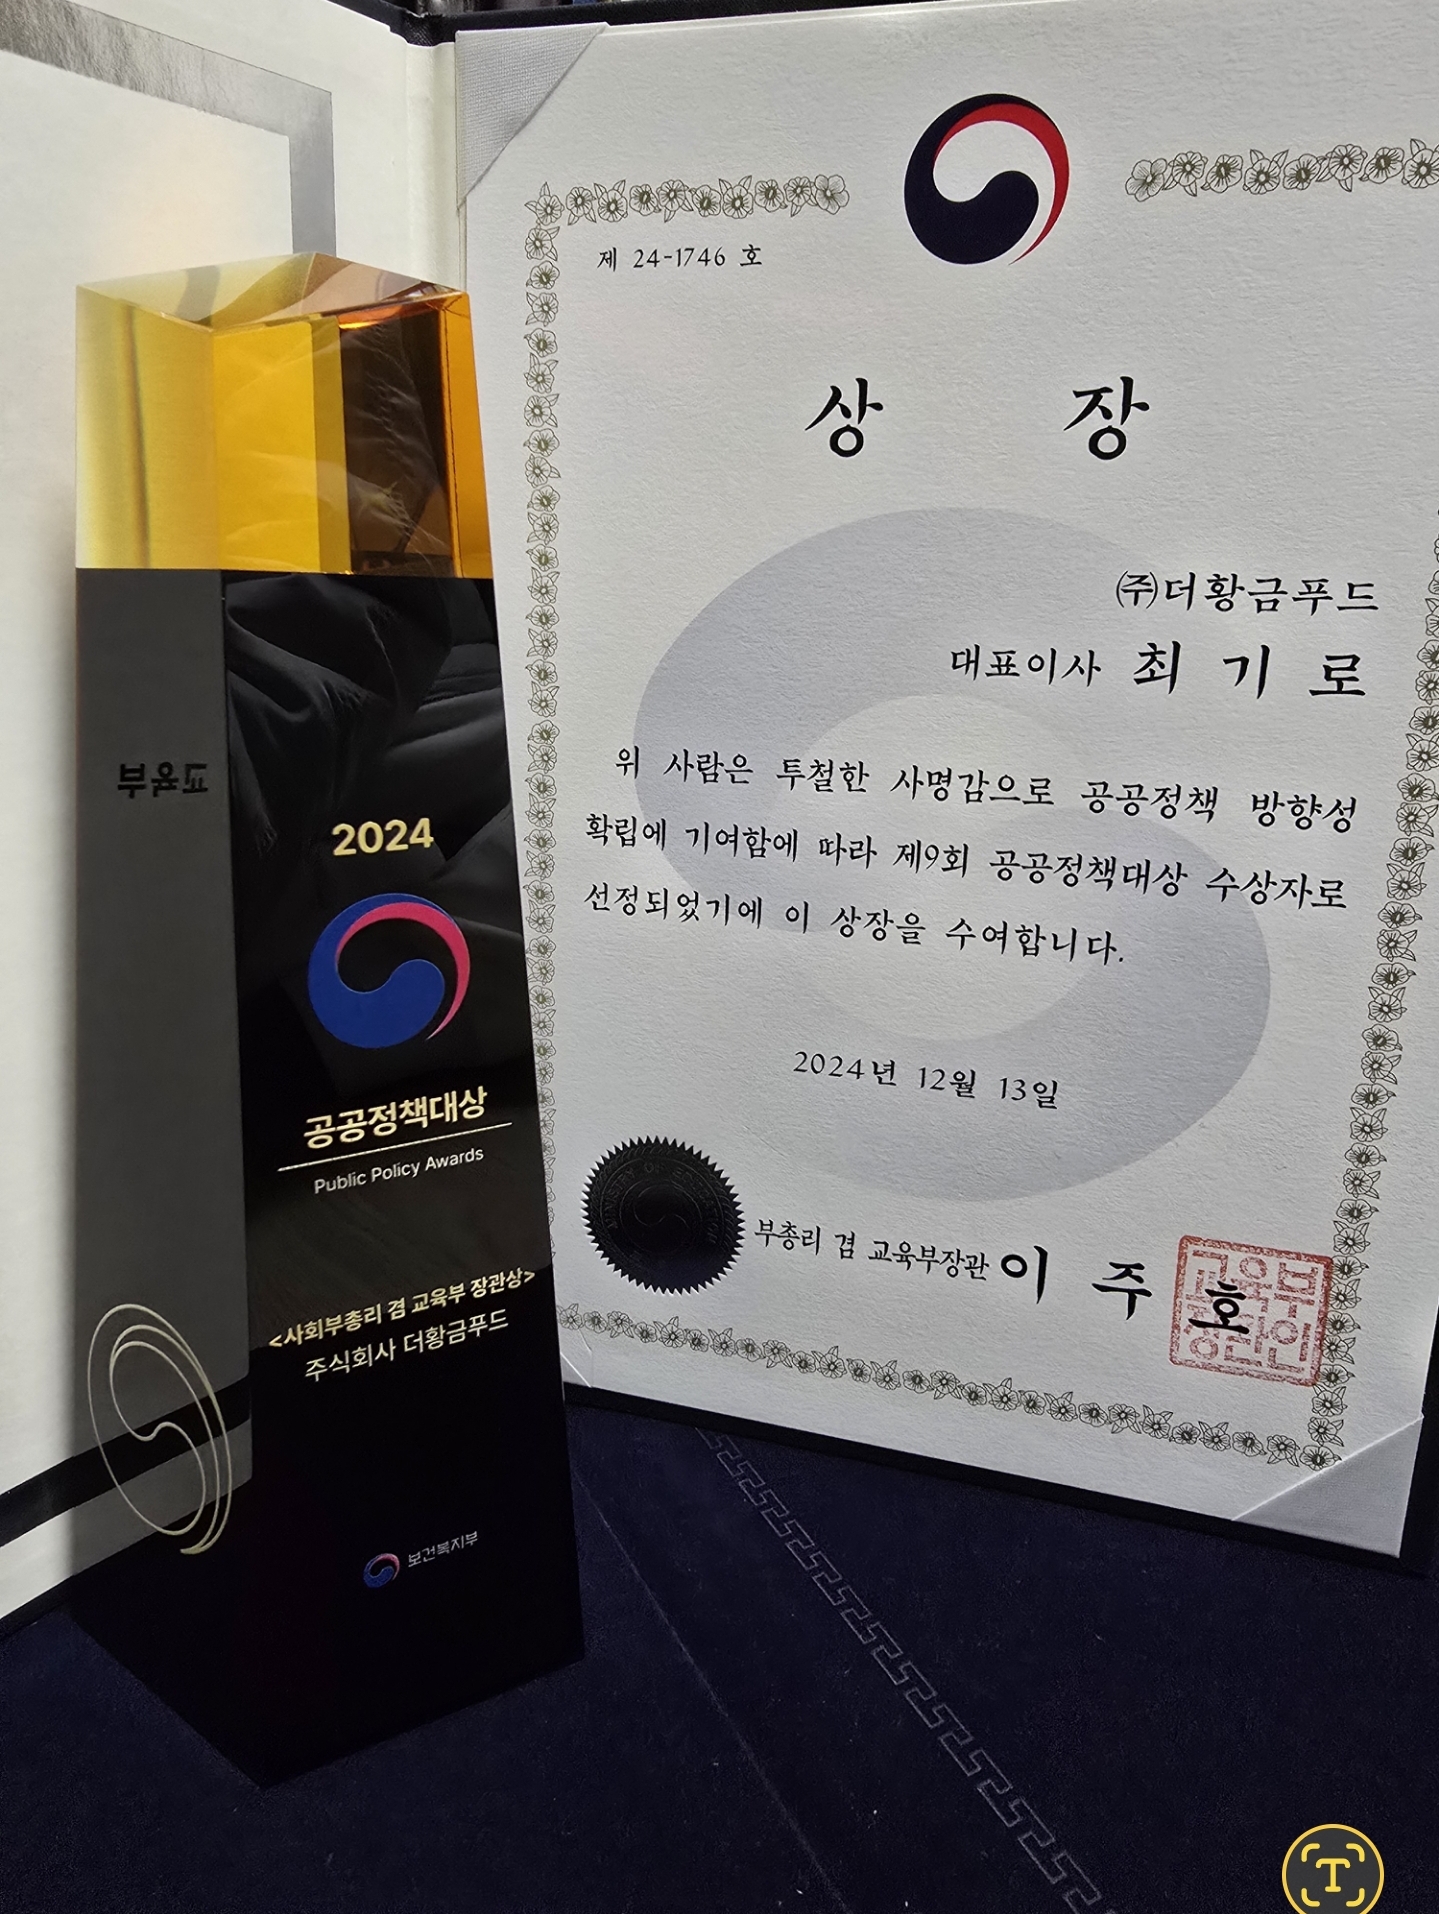 제 24-1746 호
상 장
㈜더황금푸드
대표이사 최 기 로
위 사람은 투철한 사명감으로 공공정책 방향성
확립에 기여함에 따라 제9회 공공정책대상 수상자로
선정되었기에 이 상장을 수여합니다.
2024년 12월 13일
MINISTRY OF EDUCATION
부총리 겸 교육부장관 이 주 호
교육부
장관인
교육부
2024
공공정책대상
Public Policy Awards
<사회부총리 겸 교육부 장관상>
주식회사 더황금푸드
보건복지부
T